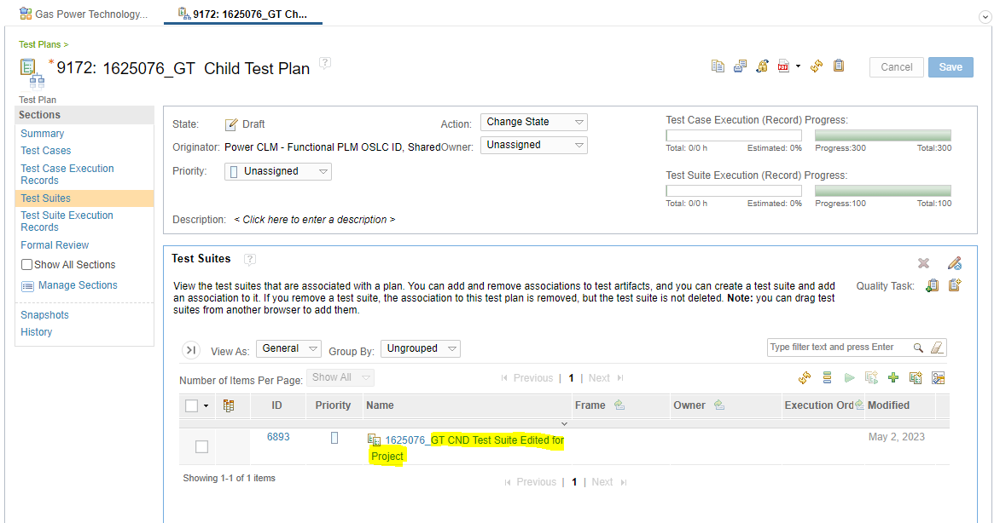 Gas Power Technology...
9172: 1625076_GT Ch...
Test Plans >
*9172: 1625076_GT Child Test Plan
?
PDF
Cancel
Save
Test Plan
Sections
Summary
Test Cases
Test Case Execution
Records
Test Suites
Test Suite Execution
Records
Formal Review
Show All Sections
Manage Sections
Snapshots
History
State: Draft
Action: Change State
Originator: Power CLM - Functional PLM OSLC ID, Shared
Owner: Unassigned
Priority: Unassigned
Description: < Click here to enter a description >
Test Case Execution (Record) Progress:
Total: 0/0 h Estimated: 0% Progress:300 Total:300
Test Suite Execution (Record) Progress:
Total: 0/0 h Estimated: 0% Progress:100 Total:100
Test Suites ?
View the test suites that are associated with a plan. You can add and remove associations to test artifacts, and you can create a test suite and add
an association to it. If you remove a test suite, the association to this test plan is removed, but the test suite is not deleted. Note: you can drag test
suites from another browser to add them.
Quality Task:
View As: General Group By: Ungrouped
Type filter text and press Enter
Number of Items Per Page: Show All
Previous | 1 | Next
ID Priority Name Frame Owner Execution Ord Modified
6893 1625076_GT CND Test Suite Edited for May 2, 2023
Project
Showing 1-1 of 1 items
Previous | 1 | Next